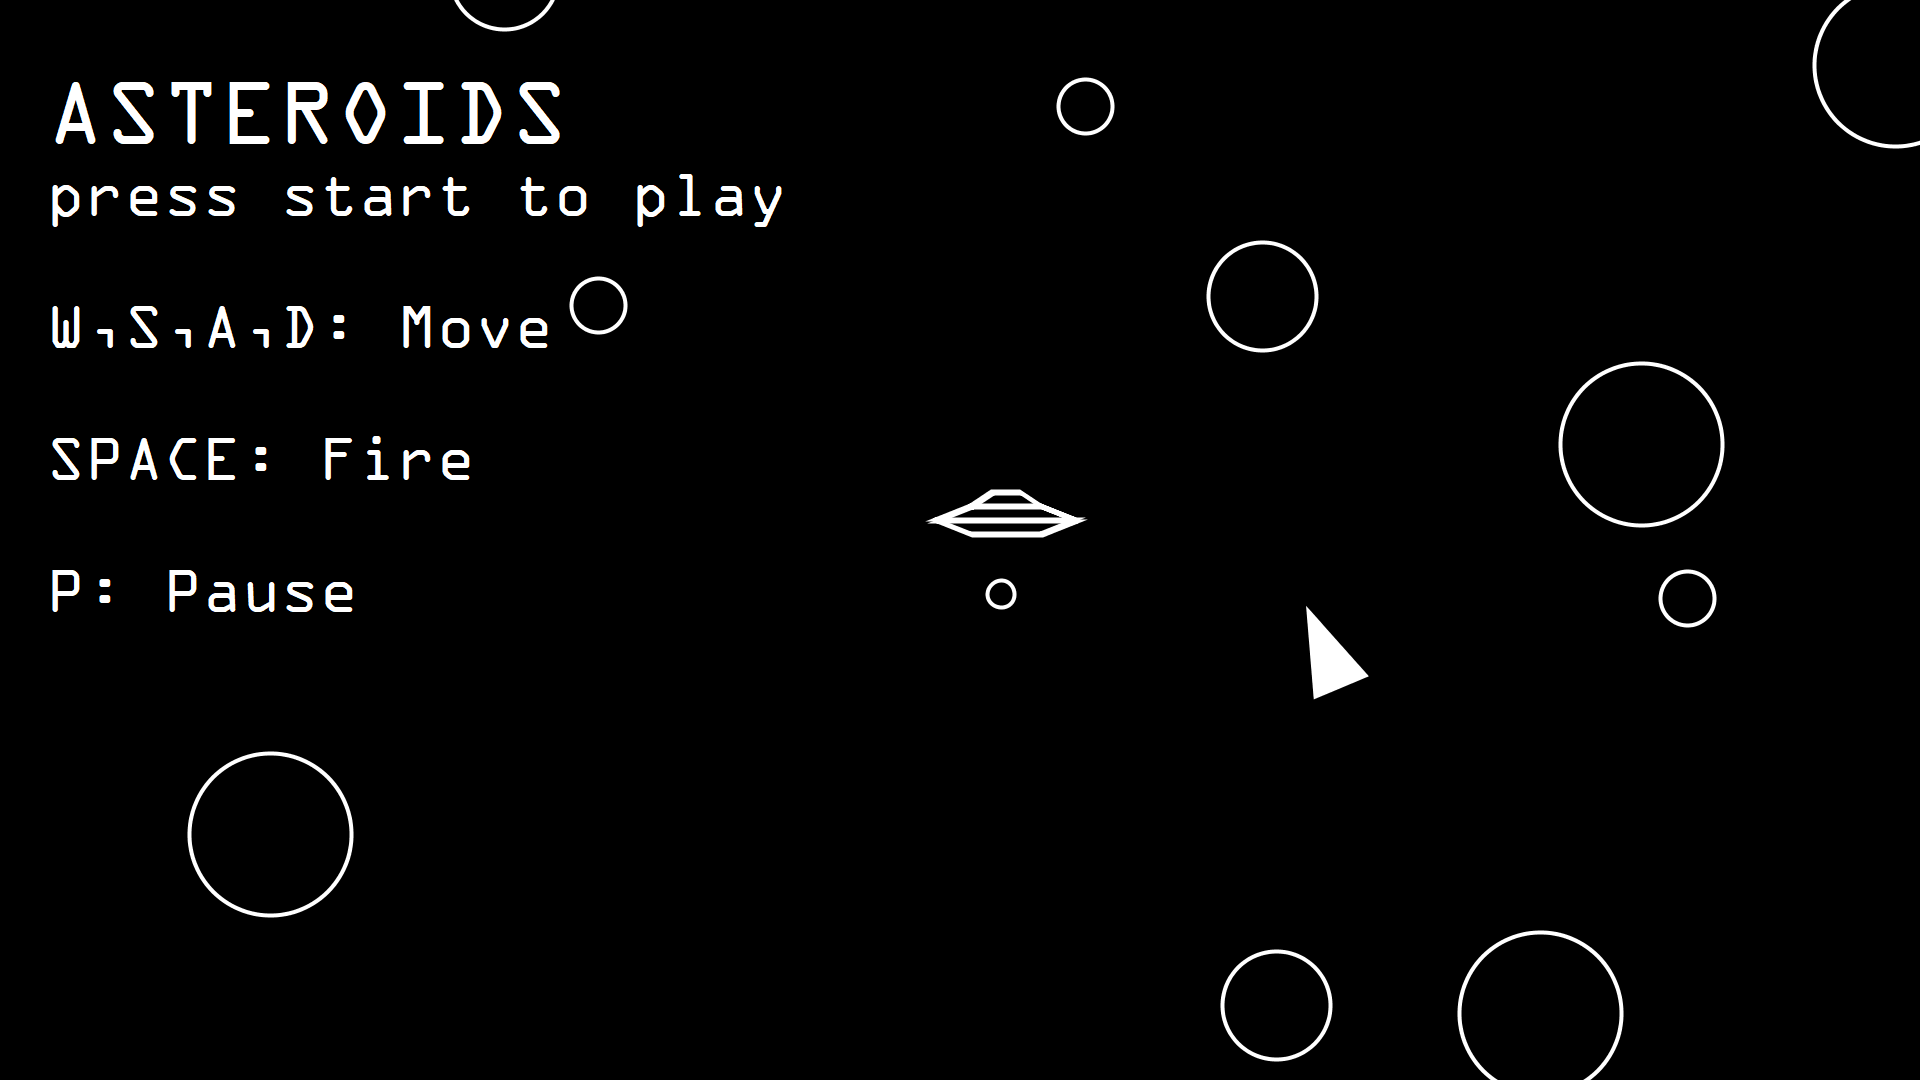 ASTEROIDS
press start to play
W,S,A,D: Move
SPACE: Fire
P: Pause